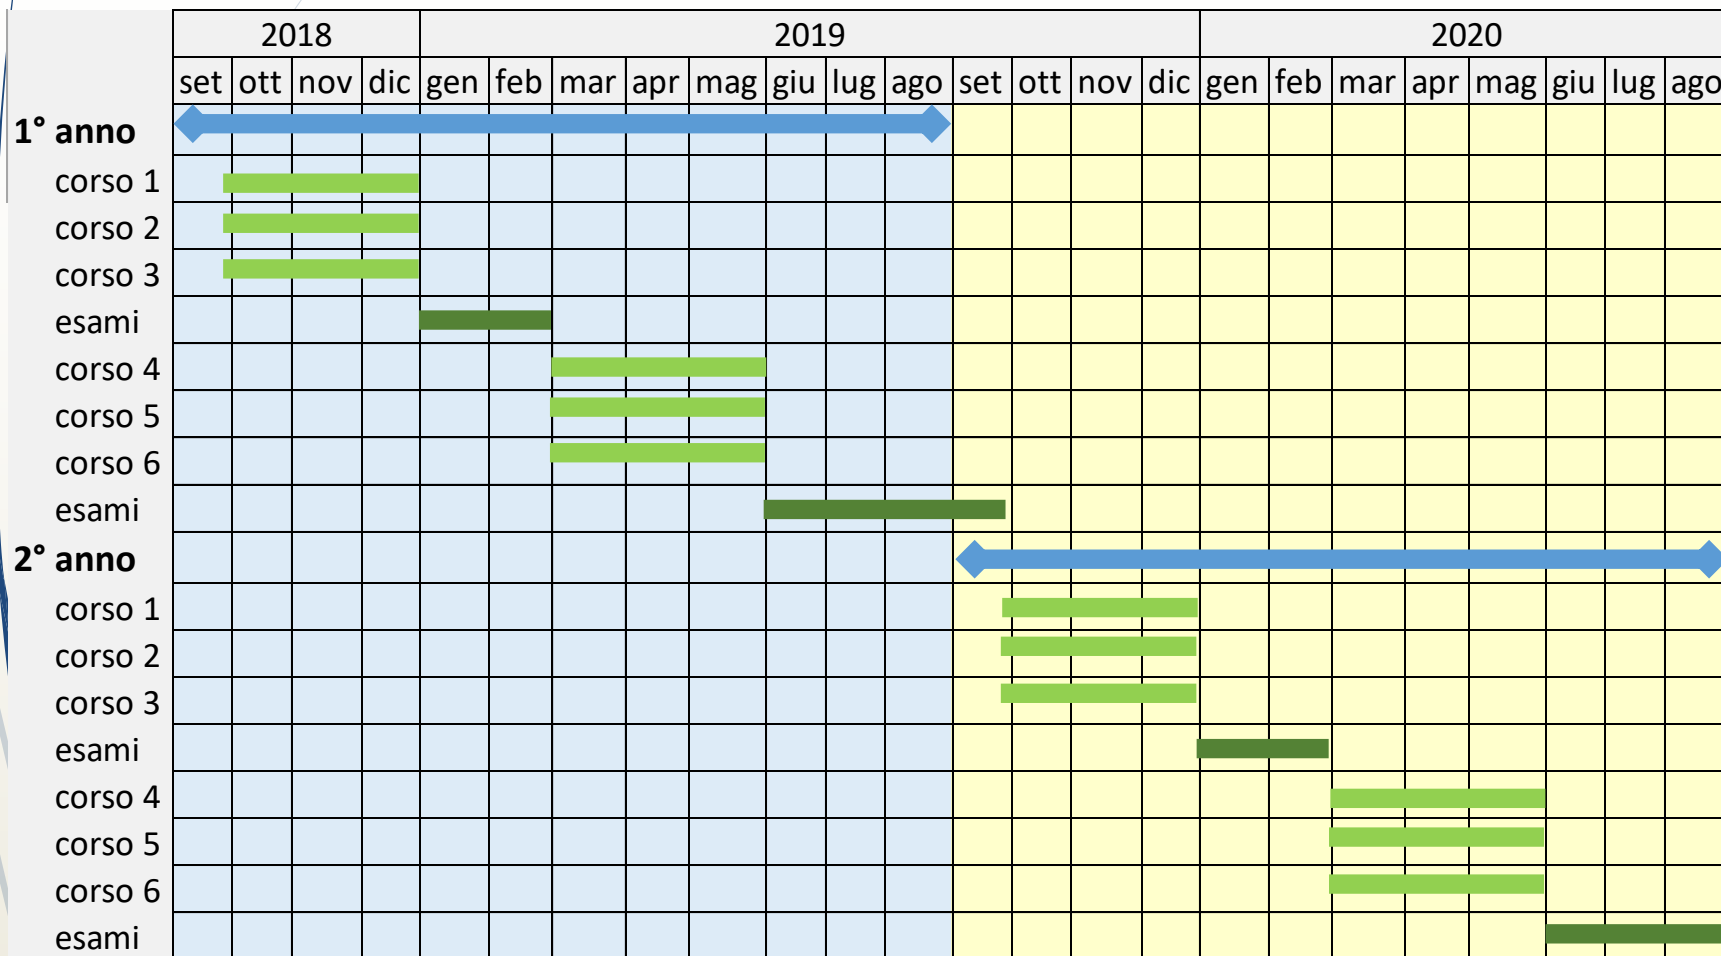 2018 2019 2020
set ott nov dic gen feb mar apr mag giu lug ago set ott nov dic gen feb mar apr mag giu lug ago
1° anno
corso 1
corso 2
corso 3
esami
corso 4
corso 5
corso 6
esami
2° anno
corso 1
corso 2
corso 3
esami
corso 4
corso 5
corso 6
esami